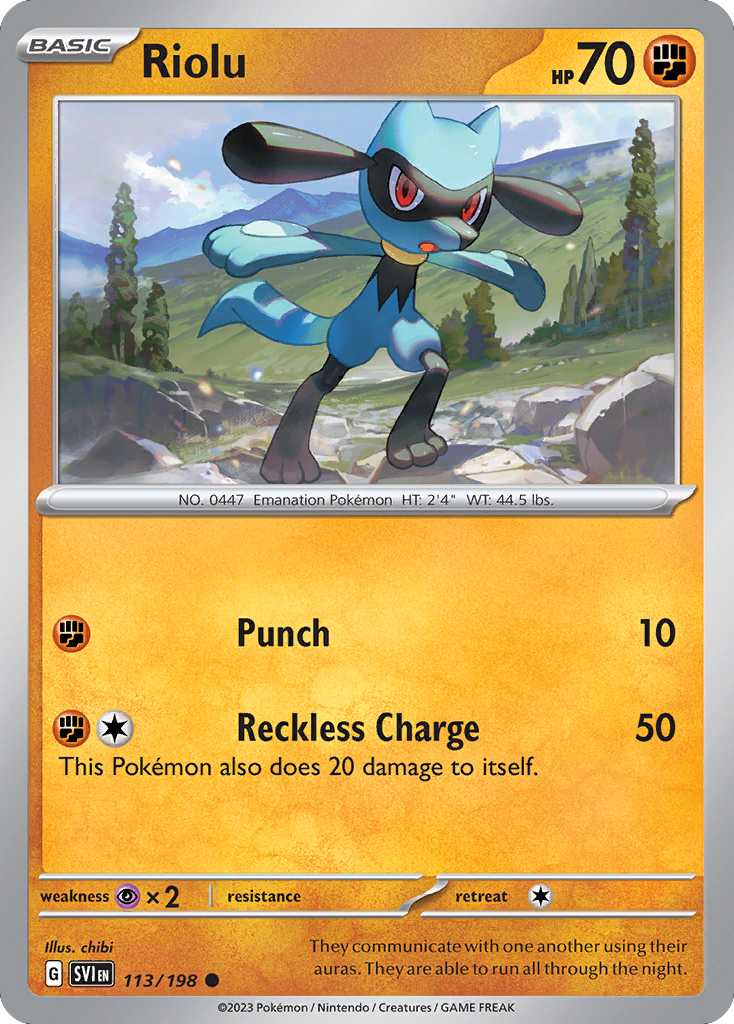 BASIC
Riolu
HP 70
NO. 0447 Emanation Pokémon HT: 2'4" WT: 44.5 lbs.
Punch 10
Reckless Charge 50
This Pokémon also does 20 damage to itself.
weakness ×2 resistance retreat
Illus. chibi
They communicate with one another using their
auras. They are able to run all through the night.
G SVI EN 113/198
©2023 Pokémon / Nintendo / Creatures / GAME FREAK